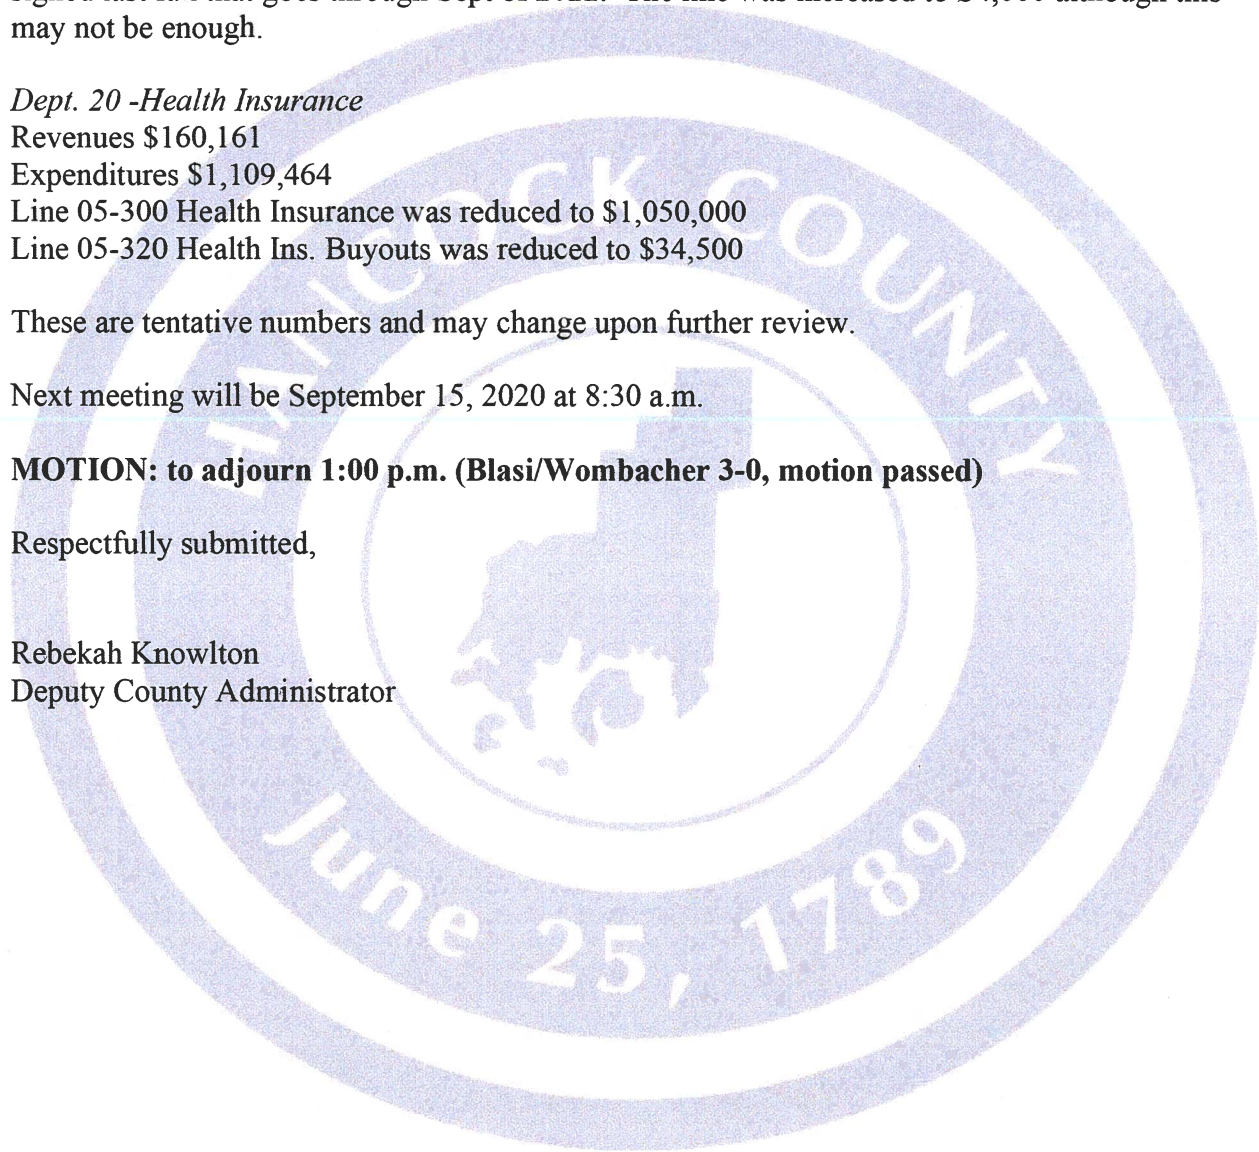 may not be enough.
Dept. 20 -Health Insurance
Revenues $160,161
Expenditures $1,109,464
Line 05-300 Health Insurance was reduced to $1,050,000
Line 05-320 Health Ins. Buyouts was reduced to $34,500
These are tentative numbers and may change upon further review.
Next meeting will be September 15, 2020 at 8:30 a.m.
MOTION: to adjourn 1:00 p.m. (Blasi/Wombacher 3-0, motion passed)
Respectfully submitted,
Rebekah Knowlton
Deputy County Administrator
HANCOCK COUNTY
June 25, 1789